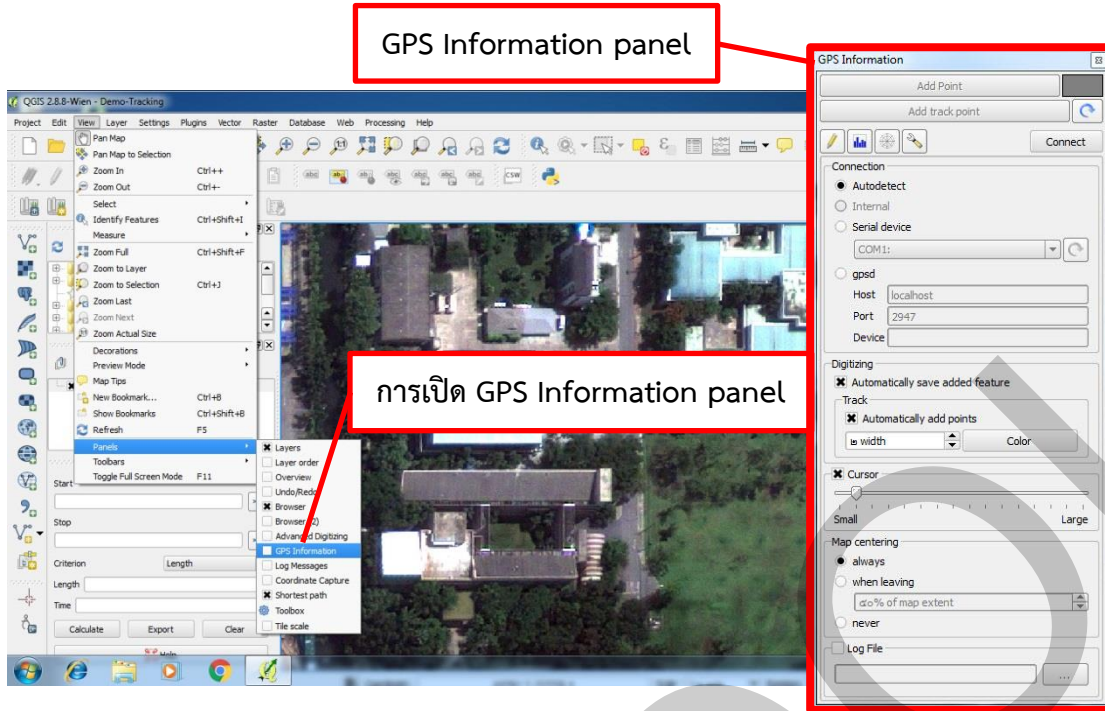 GPS Information panel
GPS Information
Add Point
Add track point
Connect
Connection
Autodetect
Internal
Serial device
COM1:
gpsd
Host localhost
Port 2947
Device
Digitizing
Automatically save added feature
Track
Automatically add points
๒ width
Color
Cursor
Small Large
Map centering
always
when leaving
๕๐% of map extent
never
Log File
...
QGIS 2.8.8-Wien - Demo-Tracking
Project Edit View Layer Settings Plugins Vector Raster Database Web Processing Help
Pan Map
Pan Map to Selection
Zoom In Ctrl++
Zoom Out Ctrl+-
Select
Identify Features Ctrl+Shift+I
Measure
Zoom Full Ctrl+Shift+F
Zoom to Layer
Zoom to Selection Ctrl+J
Zoom Last
Zoom Next
Zoom Actual Size
Decorations
Preview Mode
Map Tips
New Bookmark... Ctrl+B
Show Bookmarks Ctrl+Shift+B
Refresh F5
Panels
Toolbars
Toggle Full Screen Mode F11
การเปิด GPS Information panel
Layers
Layer order
Overview
Undo/Redo
Browser
Advanced Digitizing
GPS Information
Log Messages
Coordinate Capture
Shortest path
Toolbox
Tile scale
Start
Stop
Criterion Length
Length
Time
Calculate Export Clear
Help
abc
CSW